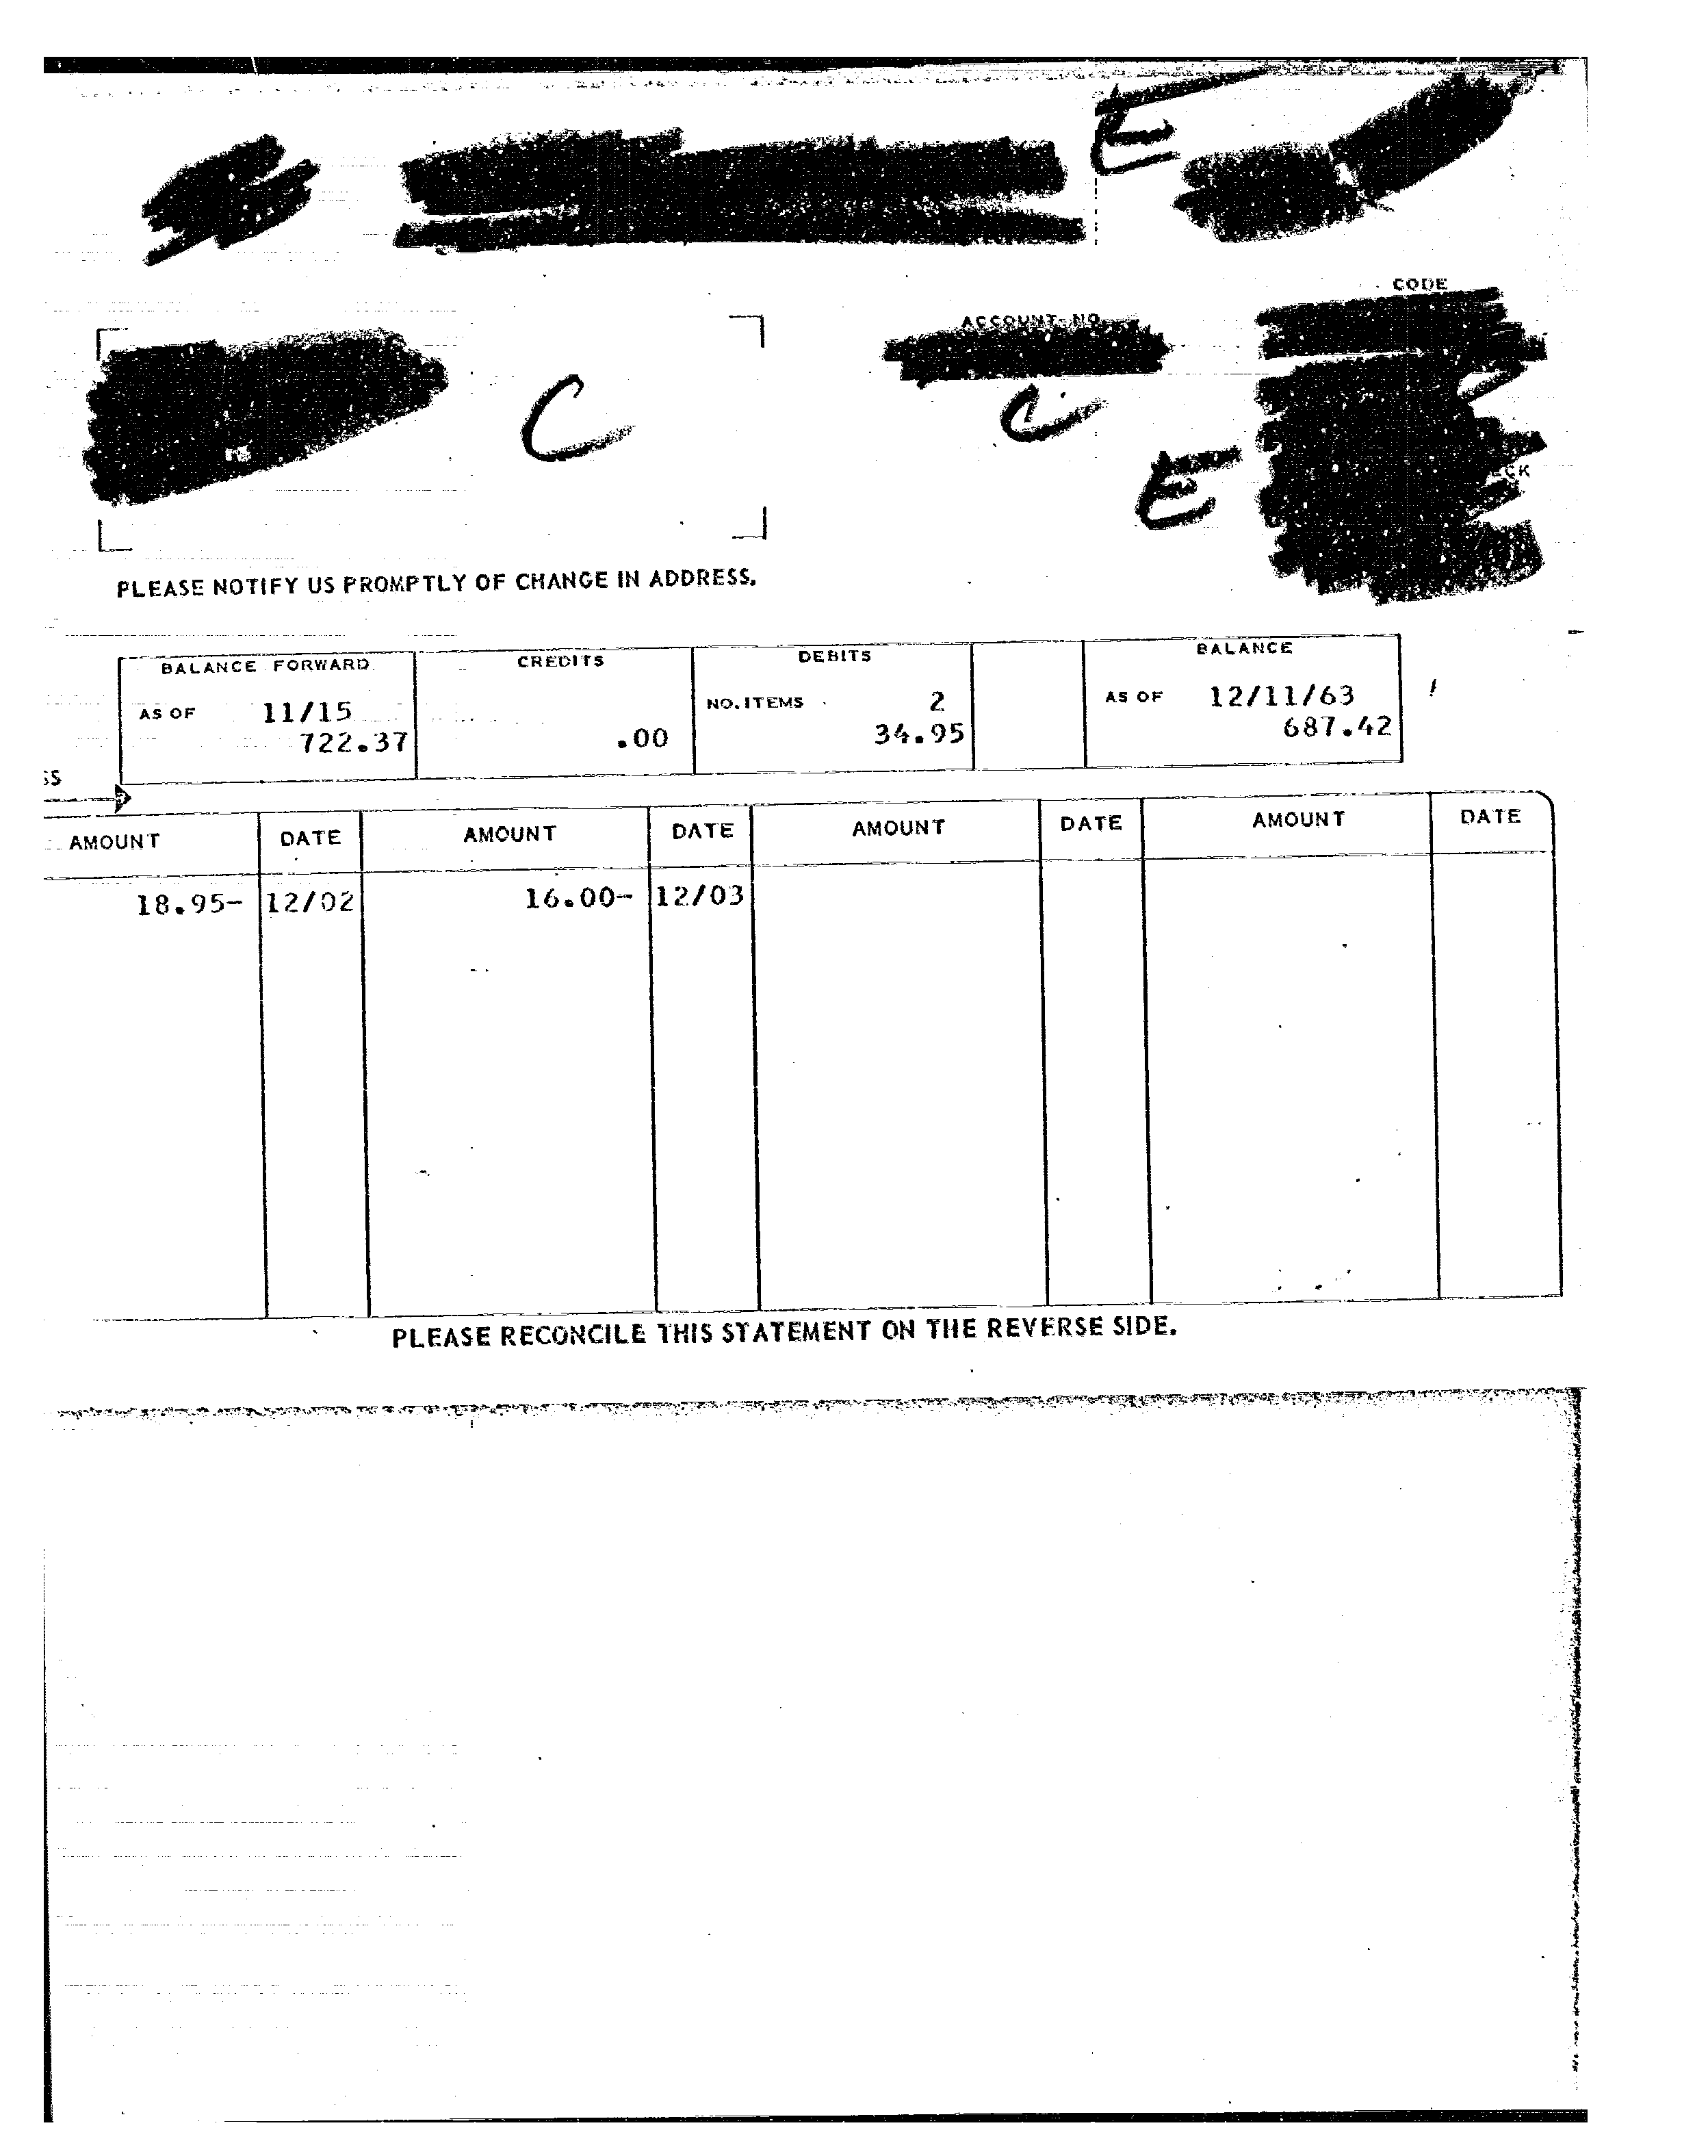 E
CODE
ACCOUNT NO.
C
C
E
PLEASE NOTIFY US PROMPTLY OF CHANGE IN ADDRESS.
BALANCE FORWARD CREDITS DEBITS BALANCE
AS OF 11/15 NO. ITEMS 2 AS OF 12/11/63
722.37 .00 34.95 687.42
AMOUNT DATE AMOUNT DATE AMOUNT DATE AMOUNT DATE
18.95- 12/02 16.00- 12/03
PLEASE RECONCILE THIS STATEMENT ON THE REVERSE SIDE.